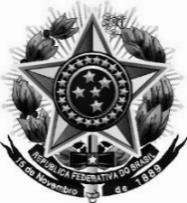 REPÚBLICA FEDERATIVA DO BRASIL
15 de Novembro de 1889